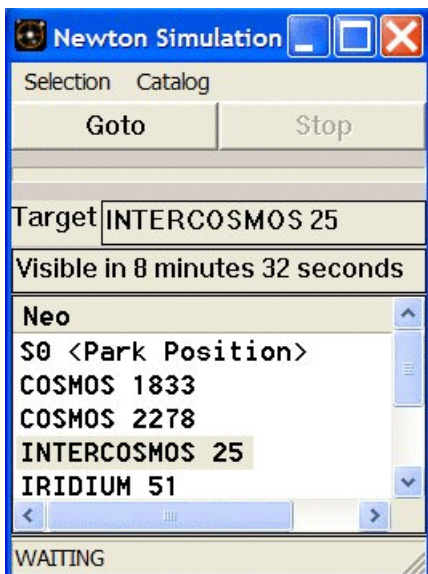 Newton Simulation
Selection Catalog
Goto Stop
Target INTERCOSMOS 25
Visible in 8 minutes 32 seconds
Neo
S0 <Park Position>
COSMOS 1833
COSMOS 2278
INTERCOSMOS 25
IRIDIUM 51
WAITING